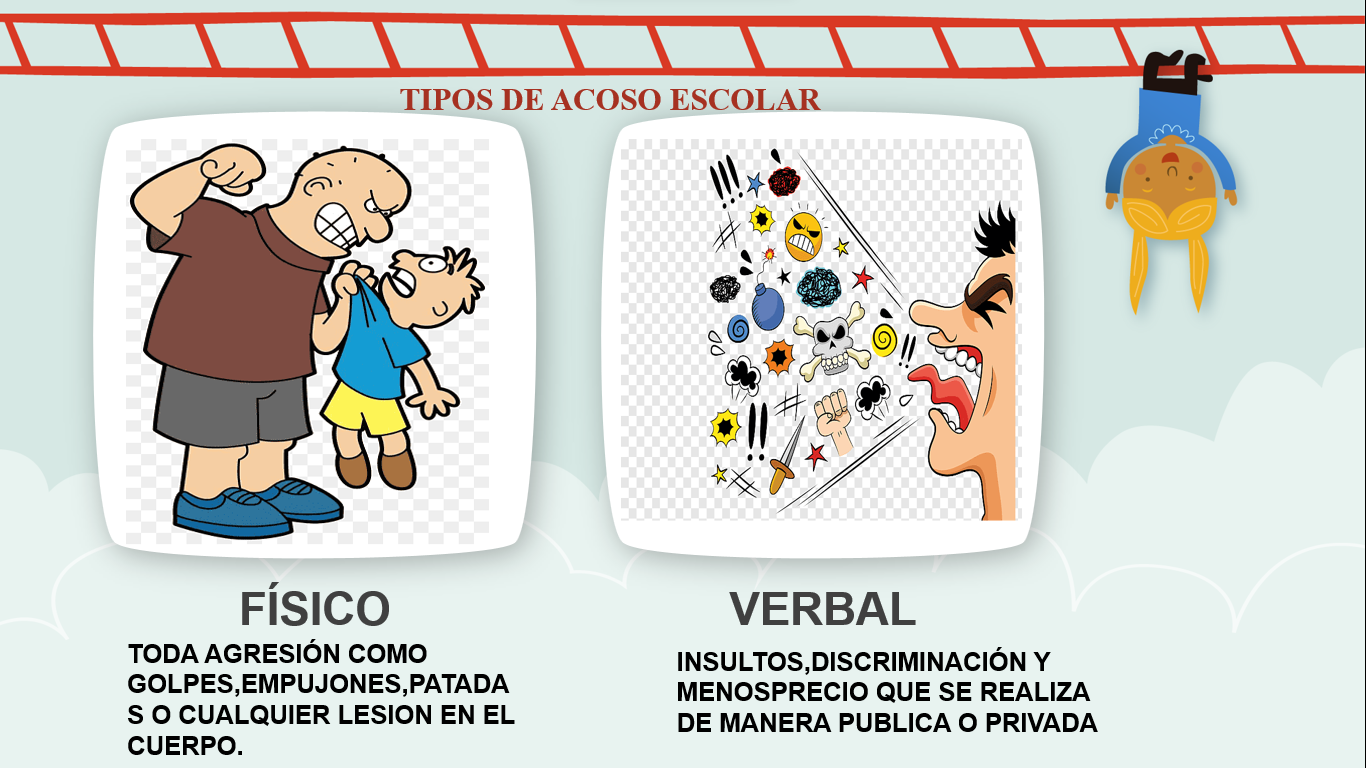 TIPOS DE ACOSO ESCOLAR
FÍSICO
TODA AGRESIÓN COMO
GOLPES,EMPUJONES,PATADA
S O CUALQUIER LESION EN EL
CUERPO.
VERBAL
INSULTOS,DISCRIMINACIÓN Y
MENOSPRECIO QUE SE REALIZA
DE MANERA PUBLICA O PRIVADA